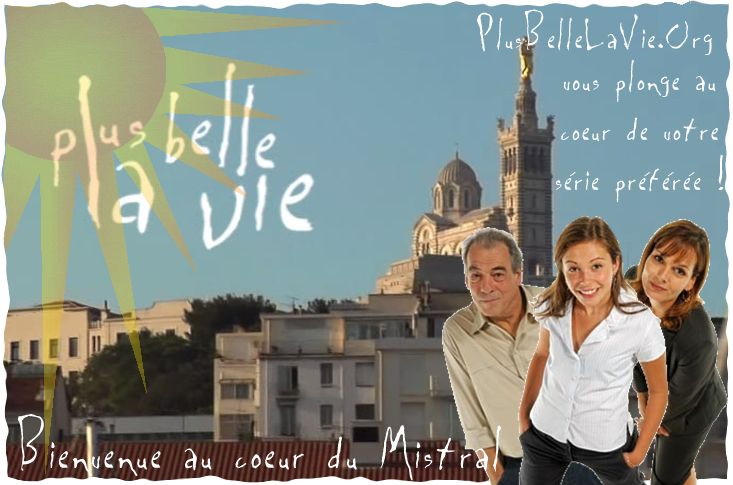 PlusBelleLaVie.Org
vous plonge au
coeur de votre
série préférée !
plus belle
la vie
Bienvenue au coeur du Mistral